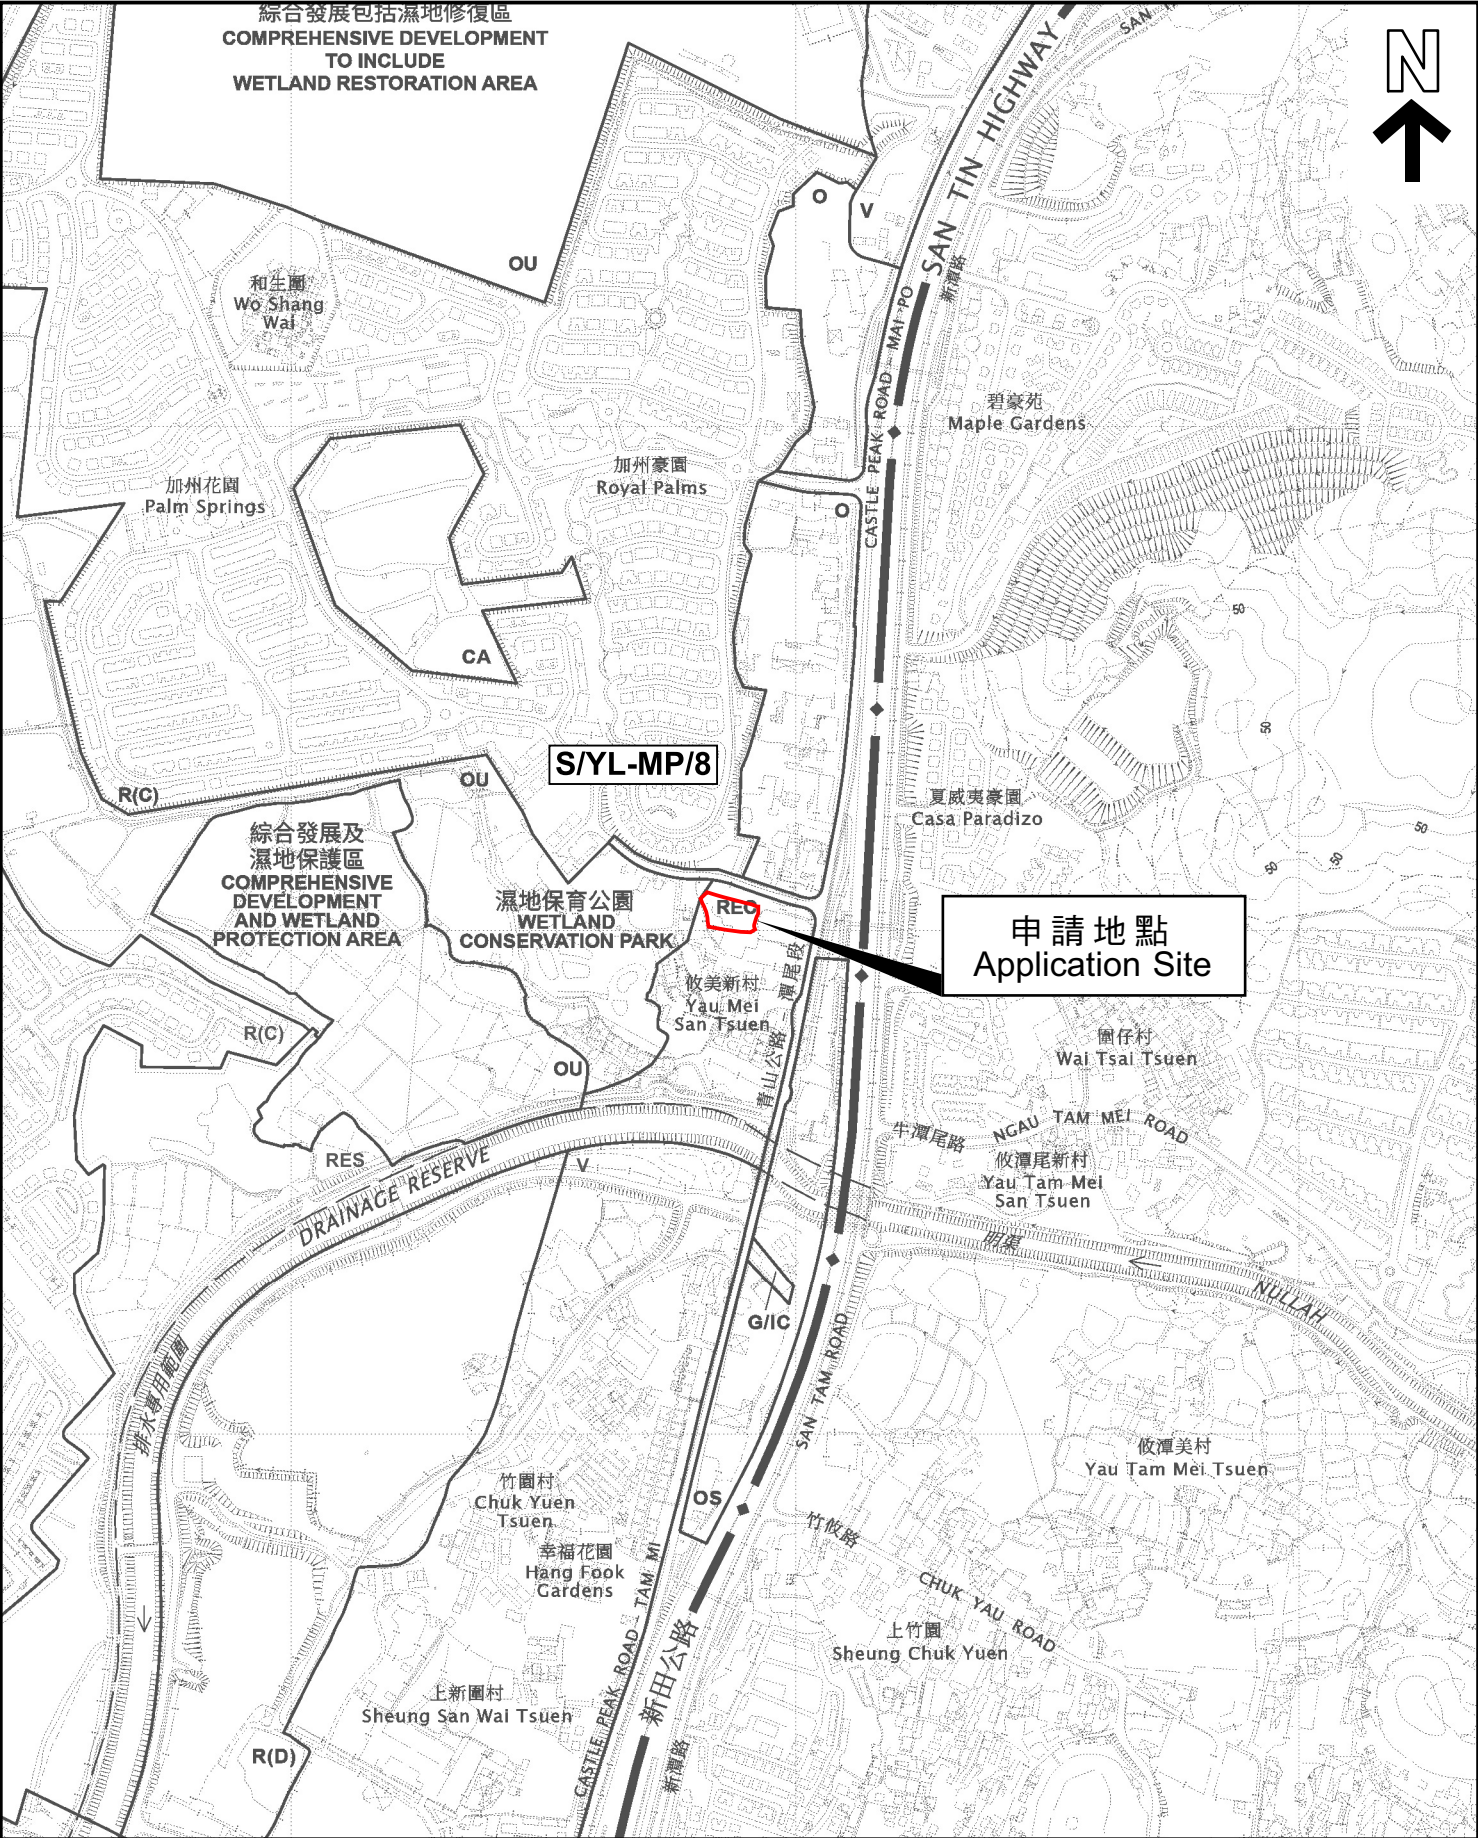 綜合發展包括濕地修復區
COMPREHENSIVE DEVELOPMENT
TO INCLUDE
WETLAND RESTORATION AREA
SAN TIN HIGHWAY
N
O
V
OU
和生圍
Wo Shang
Wai
新潭路
CASTLE PEAK ROAD - MAI PO
碧豪苑
Maple Gardens
加州花園
Palm Springs
加州豪園
Royal Palms
O
50
CA
50
S/YL-MP/8
R(C)
OU
夏威夷豪園
Casa Paradizo
50
50
50
綜合發展及
濕地保護區
COMPREHENSIVE
DEVELOPMENT
AND WETLAND
PROTECTION AREA
濕地保育公園
WETLAND
CONSERVATION PARK
REC
申請地點
Application Site
攸美新村
Yau Mei
San Tsuen
青山公路 潭尾段
R(C)
OU
圍仔村
Wai Tsai Tsuen
牛潭尾路
NGAU TAM MEI ROAD
攸潭尾新村
Yau Tam Mei
San Tsuen
RES
DRAINAGE RESERVE
V
明渠
NULLAH
G/IC
排水專用範圍
SAN TAM ROAD
攸潭美村
Yau Tam Mei Tsuen
竹園村
Chuk Yuen
Tsuen
OS
竹攸路
幸福花園
Hang Fook
Gardens
CHUK YAU ROAD
CASTLE PEAK ROAD - TAM MI
上竹園
Sheung Chuk Yuen
新田公路
上新圍村
Sheung San Wai Tsuen
R(D)
新潭路